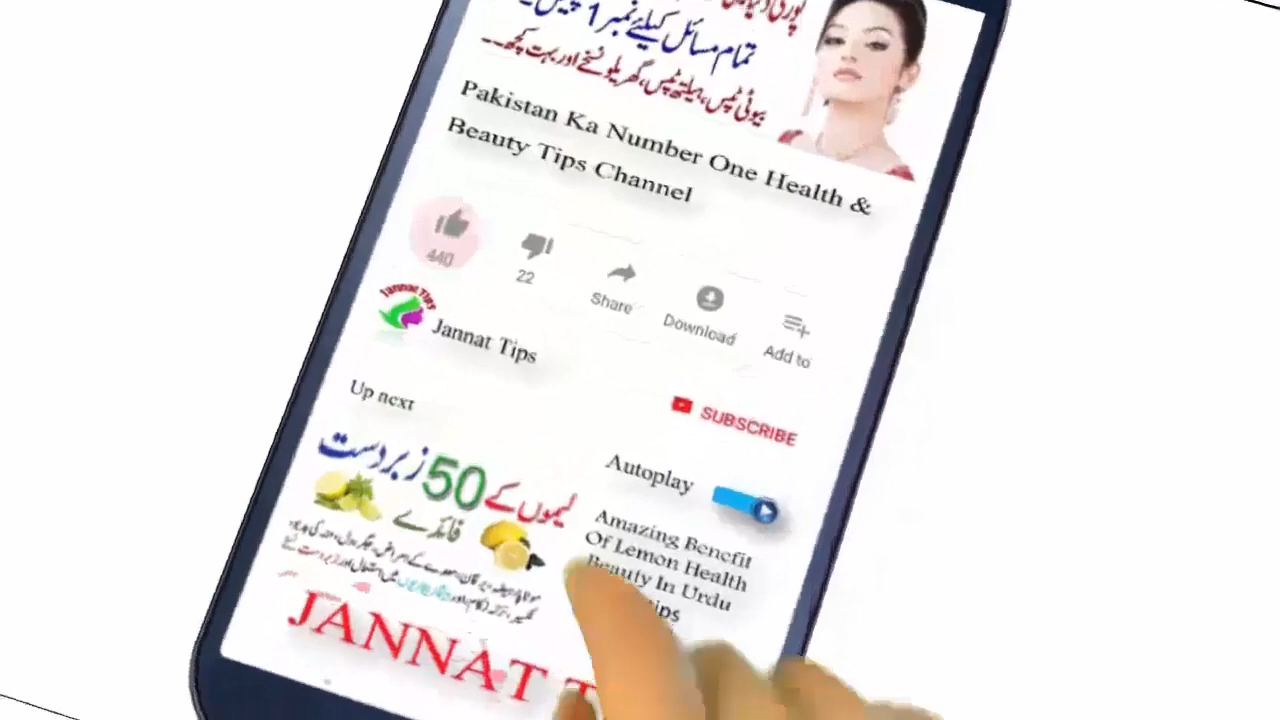 تمام مسائل کیلئے نمبر 1
بیوٹی ٹپس، ہیلتھ ٹپس، گھریلو نسخے اور بہت کچھ۔۔
Pakistan Ka Number One Health &
Beauty Tips Channel
440
22
Share
Download
Add to
Jannat Tips
Jannat Tips
Up next
SUBSCRIBE
Autoplay
لیموں کے 50 زبردست
فائدے
Amazing Benefit
Of Lemon Health
Beauty In Urdu
JANNAT T